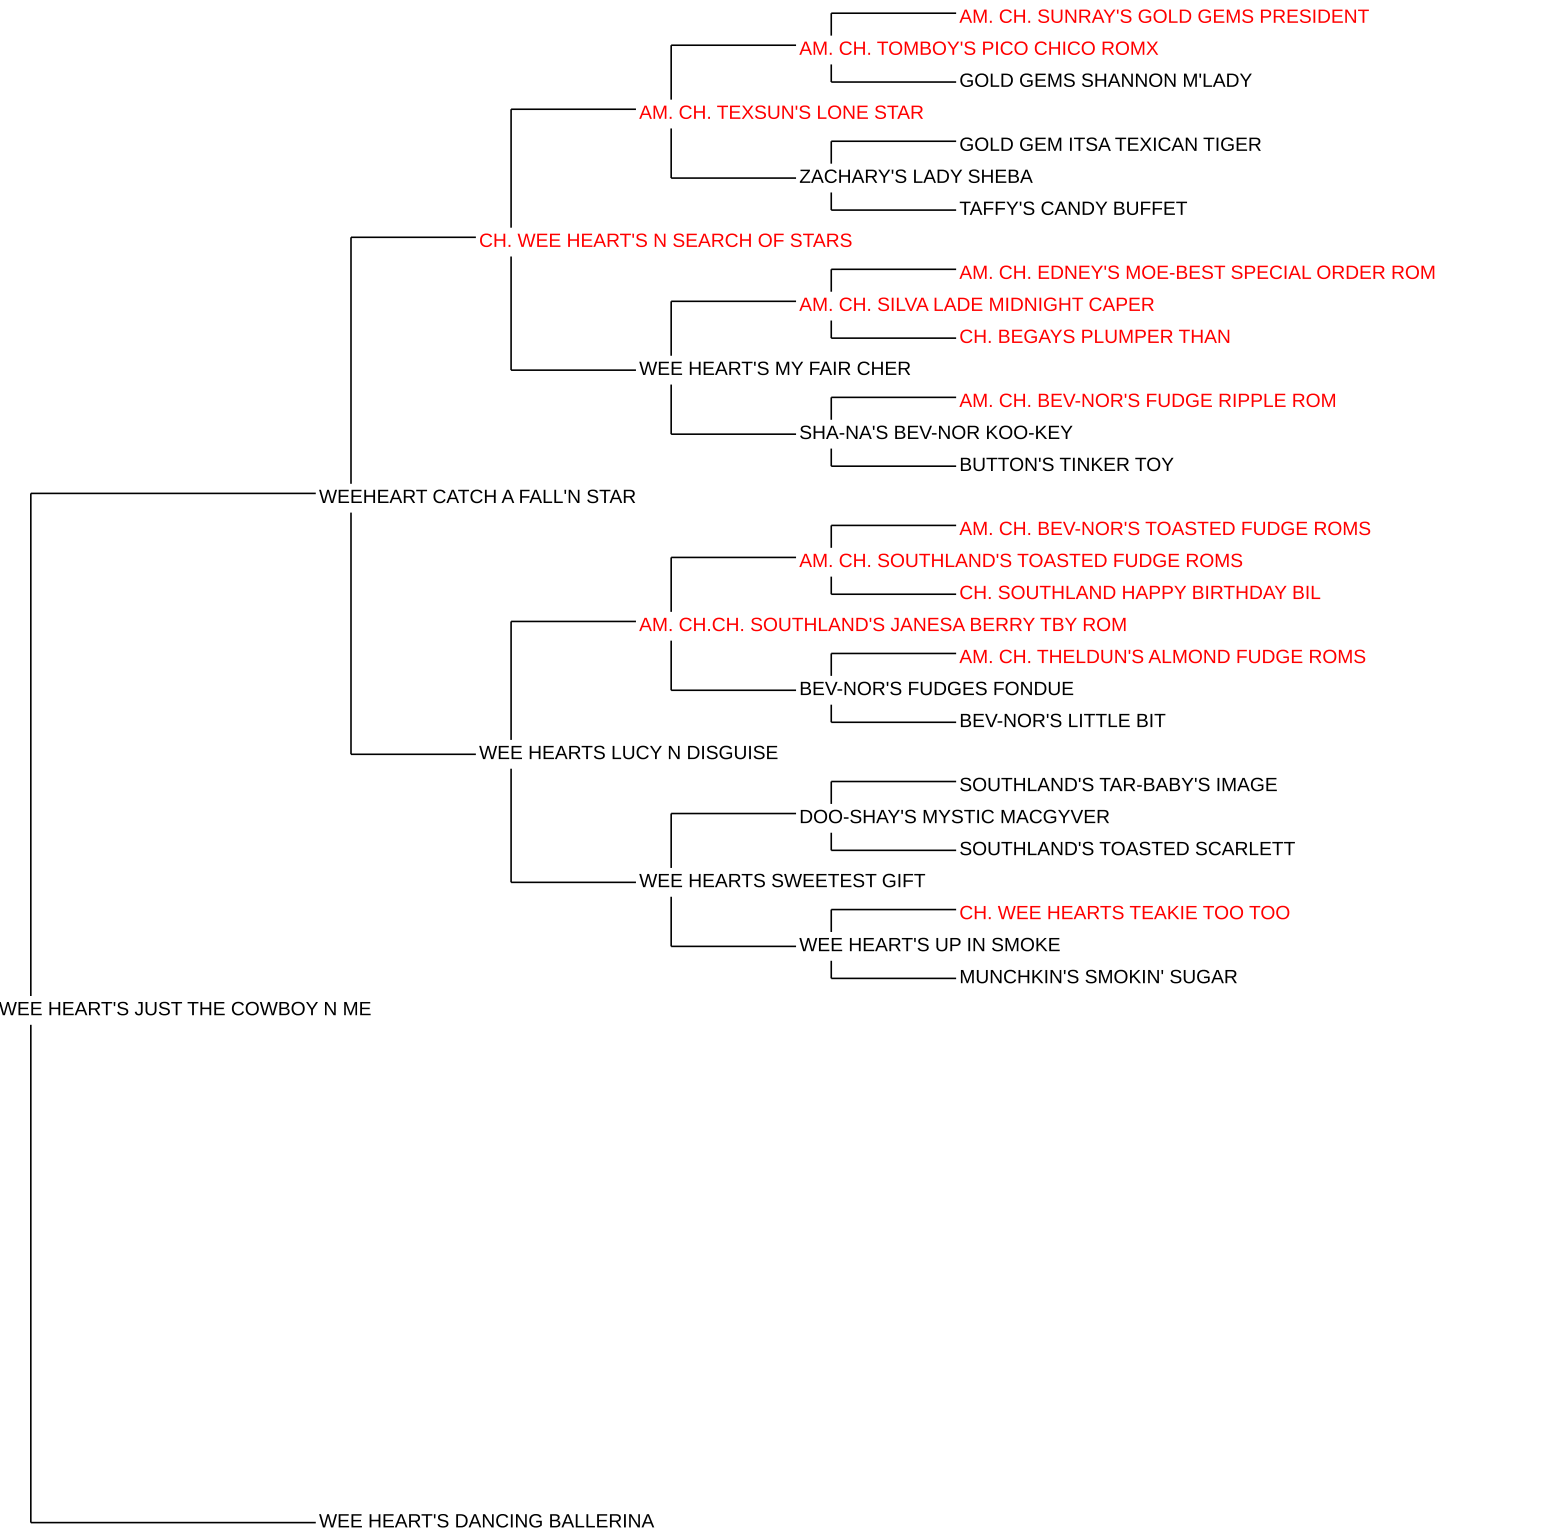 AM. CH. SUNRAY'S GOLD GEMS PRESIDENT
AM. CH. TOMBOY'S PICO CHICO ROMX
GOLD GEMS SHANNON M'LADY
AM. CH. TEXSUN'S LONE STAR
GOLD GEM ITSA TEXICAN TIGER
ZACHARY'S LADY SHEBA
TAFFY'S CANDY BUFFET
CH. WEE HEART'S N SEARCH OF STARS
AM. CH. EDNEY'S MOE-BEST SPECIAL ORDER ROM
AM. CH. SILVA LADE MIDNIGHT CAPER
CH. BEGAYS PLUMPER THAN
WEE HEART'S MY FAIR CHER
AM. CH. BEV-NOR'S FUDGE RIPPLE ROM
SHA-NA'S BEV-NOR KOO-KEY
BUTTON'S TINKER TOY
WEEHEART CATCH A FALL'N STAR
AM. CH. BEV-NOR'S TOASTED FUDGE ROMS
AM. CH. SOUTHLAND'S TOASTED FUDGE ROMS
CH. SOUTHLAND HAPPY BIRTHDAY BIL
AM. CH.CH. SOUTHLAND'S JANESA BERRY TBY ROM
AM. CH. THELDUN'S ALMOND FUDGE ROMS
BEV-NOR'S FUDGES FONDUE
BEV-NOR'S LITTLE BIT
WEE HEARTS LUCY N DISGUISE
SOUTHLAND'S TAR-BABY'S IMAGE
DOO-SHAY'S MYSTIC MACGYVER
SOUTHLAND'S TOASTED SCARLETT
WEE HEARTS SWEETEST GIFT
CH. WEE HEARTS TEAKIE TOO TOO
WEE HEART'S UP IN SMOKE
MUNCHKIN'S SMOKIN' SUGAR
WEE HEART'S JUST THE COWBOY N ME
WEE HEART'S DANCING BALLERINA